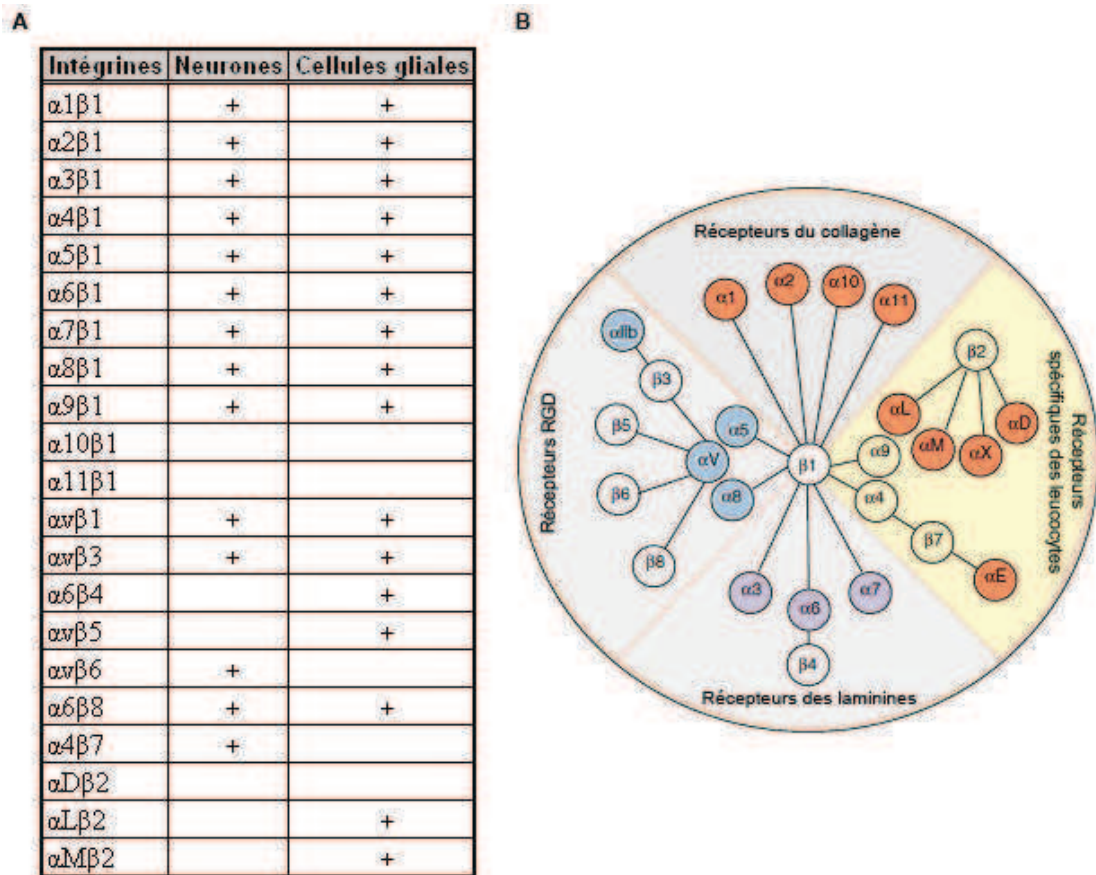 A
Intégrines Neurones Cellules gliales
α1β1 + +
α2β1 + +
α3β1 + +
α4β1 + +
α5β1 + +
α6β1 + +
α7β1 + +
α8β1 + +
α9β1 + +
α10β1
α11β1
αvβ1 + +
αvβ3 + +
α6β4 +
αvβ5 +
αvβ6 +
α6β8 + +
α4β7 +
αDβ2
αLβ2 +
αMβ2 +
B
Récepteurs du collagène
α1
α2
α10
α11
Récepteurs RGD
αIIb
β3
β5
αV
α5
β6
α8
β8
β1
Récepteurs
spécifiques des leucocytes
β2
αL
αM
αX
αD
α9
α4
β7
αE
α3
α6
α7
β4
Récepteurs des laminines